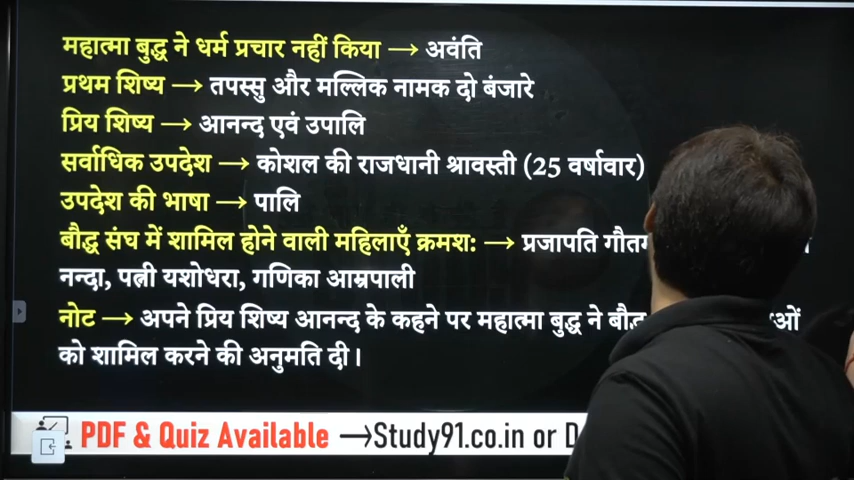 महात्मा बुद्ध ने धर्म प्रचार नहीं किया → अवंति
प्रथम शिष्य → तपस्सु और मल्लिक नामक दो बंजारे
प्रिय शिष्य → आनन्द एवं उपालि
सर्वाधिक उपदेश → कोशल की राजधानी श्रावस्ती (25 वर्षावार)
उपदेश की भाषा → पालि
बौद्ध संघ में शामिल होने वाली महिलाएँ क्रमश: → प्रजापति
नन्दा, पत्नी यशोधरा, गणिका आम्रपाली
नोट → अपने प्रिय शिष्य आनन्द के कहने पर महात्मा बुद्ध ने
को शामिल करने की अनुमति दी।
PDF & Quiz Available →Study91.co.in or